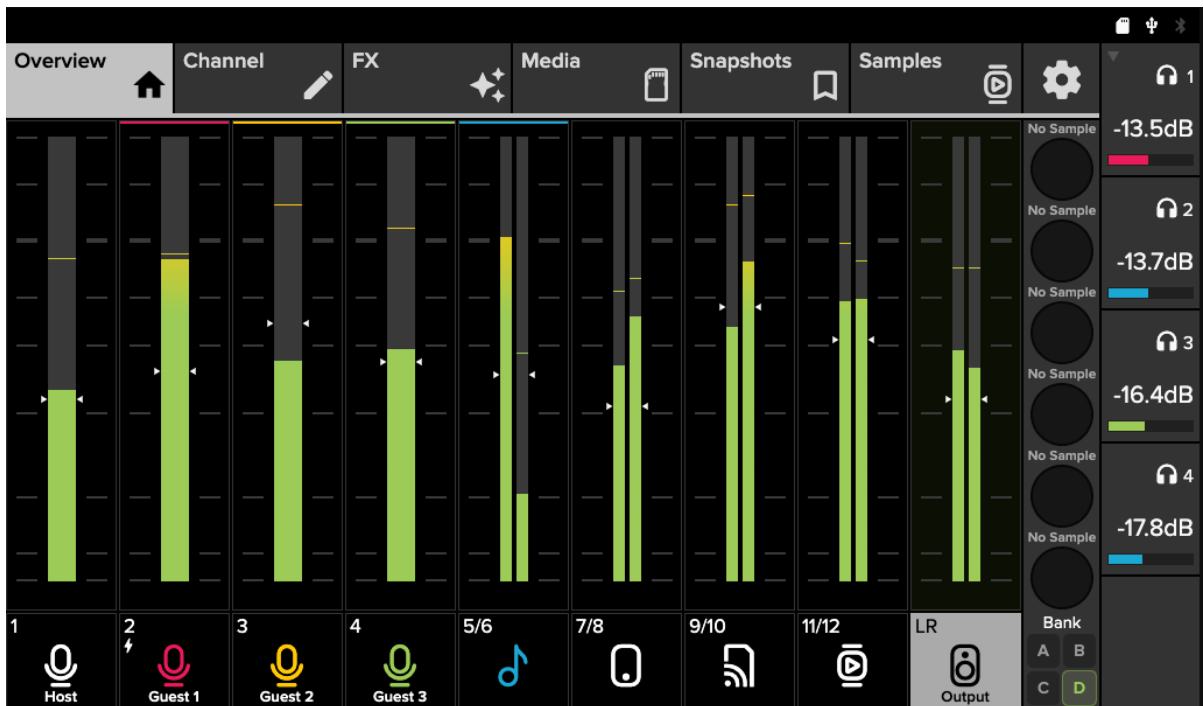 Overview
Channel
FX
Media
Snapshots
Samples
1
-13.5dB
2
-13.7dB
3
-16.4dB
4
-17.8dB
No Sample
No Sample
No Sample
No Sample
No Sample
No Sample
Bank
A B
C D
1
Host
2
Guest 1
3
Guest 2
4
Guest 3
5/6
7/8
9/10
11/12
LR
Output